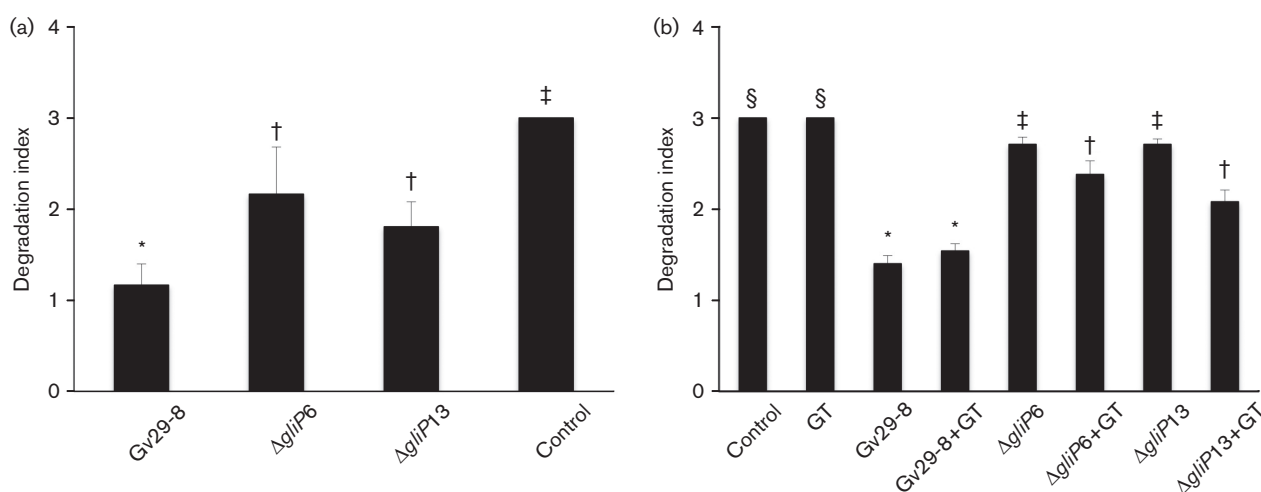 (a)
4
3
2
1
0
Degradation index
*
†
†
‡
Gv29-8
ΔgliP6
ΔgliP13
Control
(b)
4
3
2
1
0
Degradation index
§
§
*
*
‡
†
‡
†
Control
GT
Gv29-8
Gv29-8+GT
ΔgliP6
ΔgliP6+GT
ΔgliP13
ΔgliP13+GT